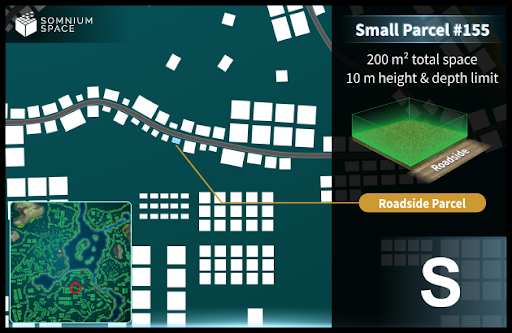 SOMNIUM
SPACE
Small Parcel #155
200 m² total space
10 m height & depth limit
Roadside
Roadside Parcel
S